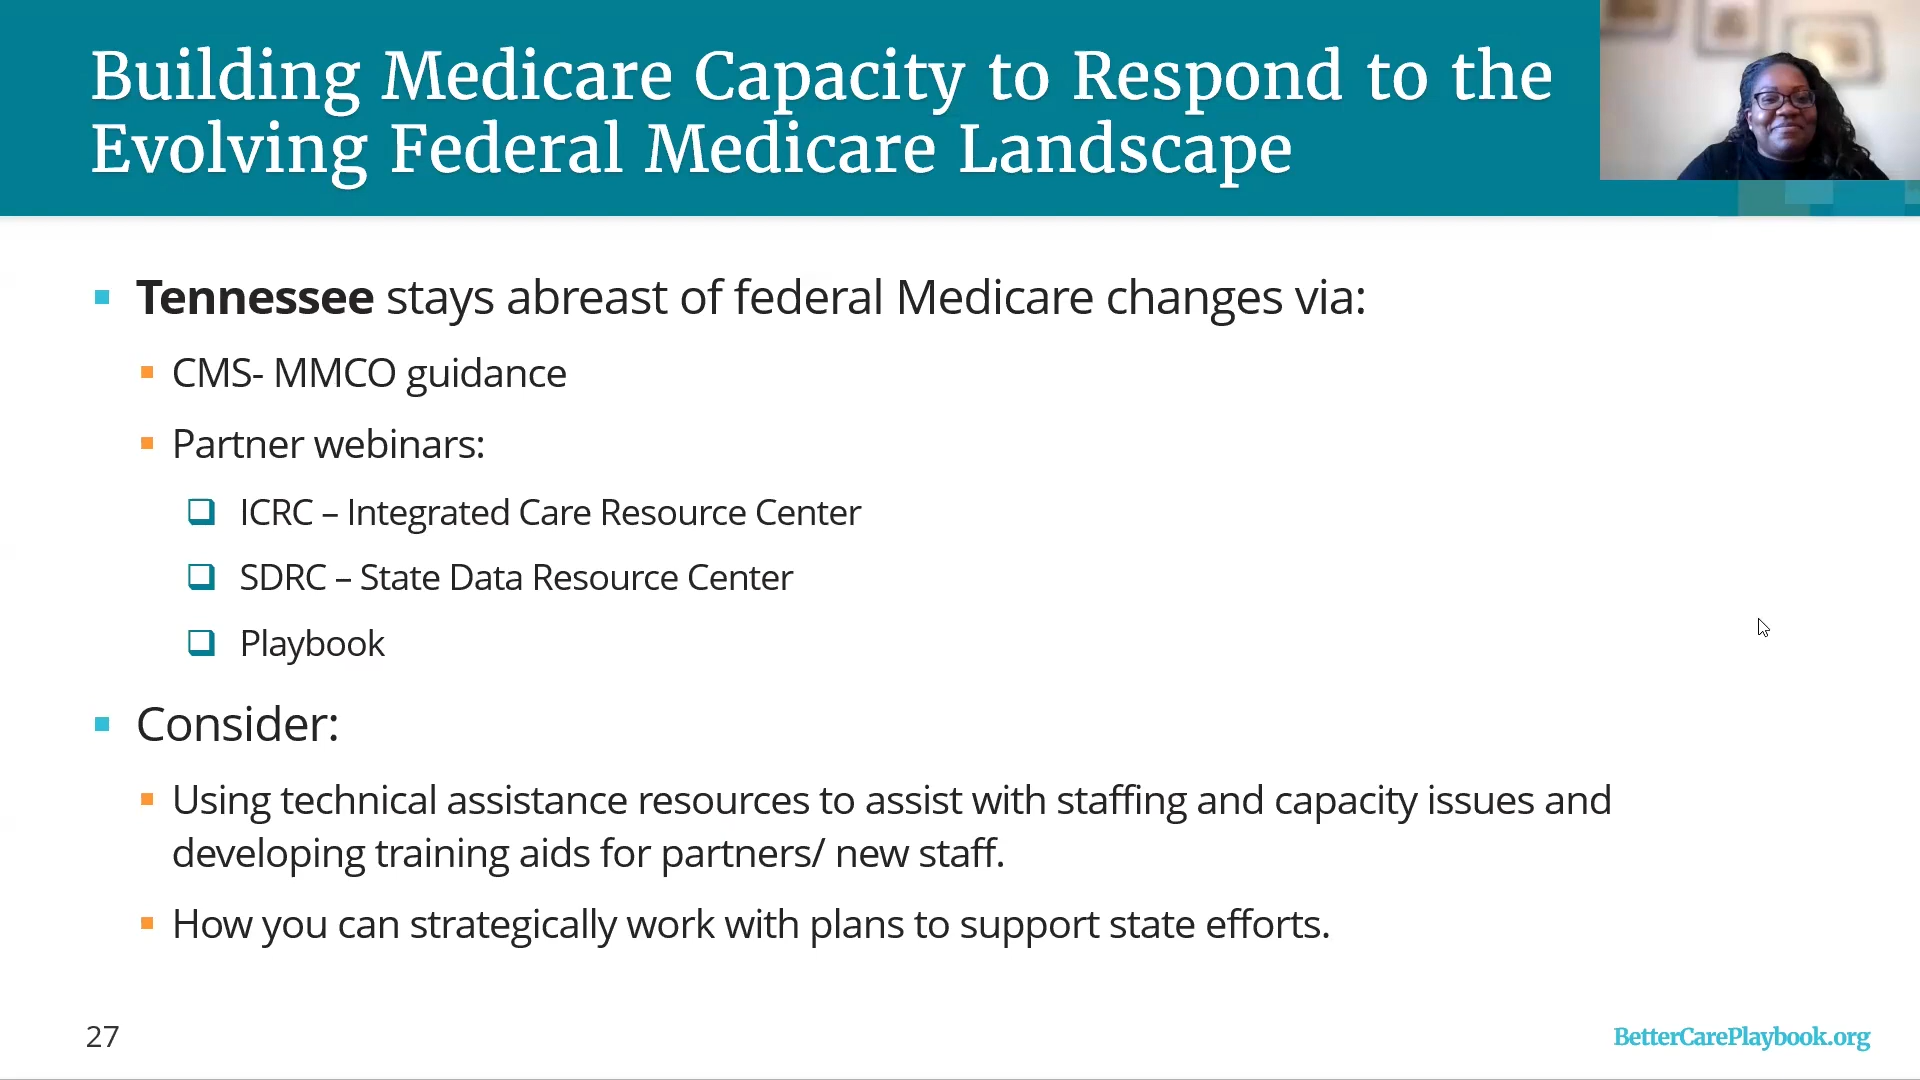 Building Medicare Capacity to Respond to the
Evolving Federal Medicare Landscape
Tennessee stays abreast of federal Medicare changes via:
CMS- MMCO guidance
Partner webinars:
ICRC – Integrated Care Resource Center
SDRC – State Data Resource Center
Playbook
Consider:
Using technical assistance resources to assist with staffing and capacity issues and
developing training aids for partners/ new staff.
How you can strategically work with plans to support state efforts.
27
BetterCarePlaybook.org